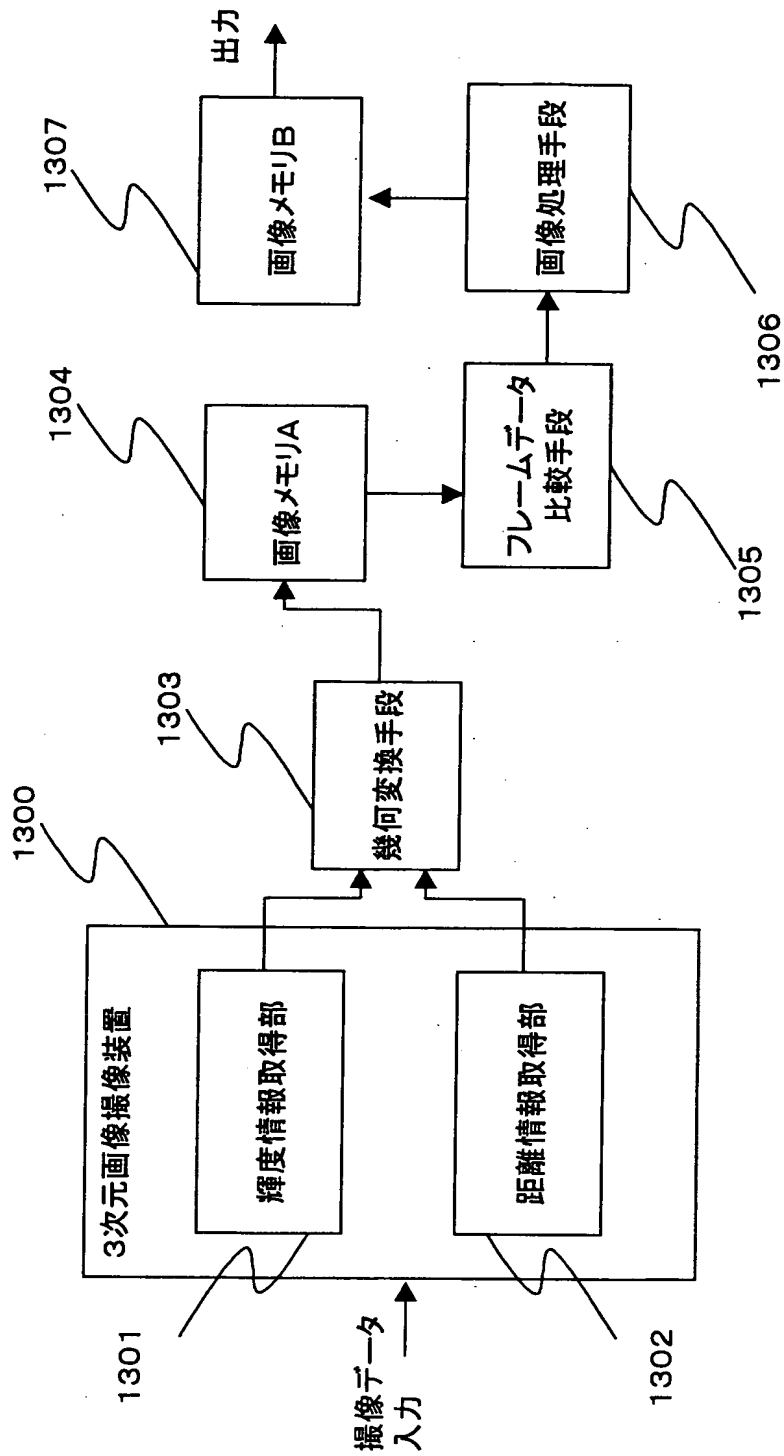 1300
3次元画像撮像装置
1301
輝度情報取得部
1302
距離情報取得部
撮像データ
入力
1303
幾何変換手段
1304
画像メモリA
1305
フレームデータ
比較手段
1306
画像処理手段
1307
画像メモリB
出力